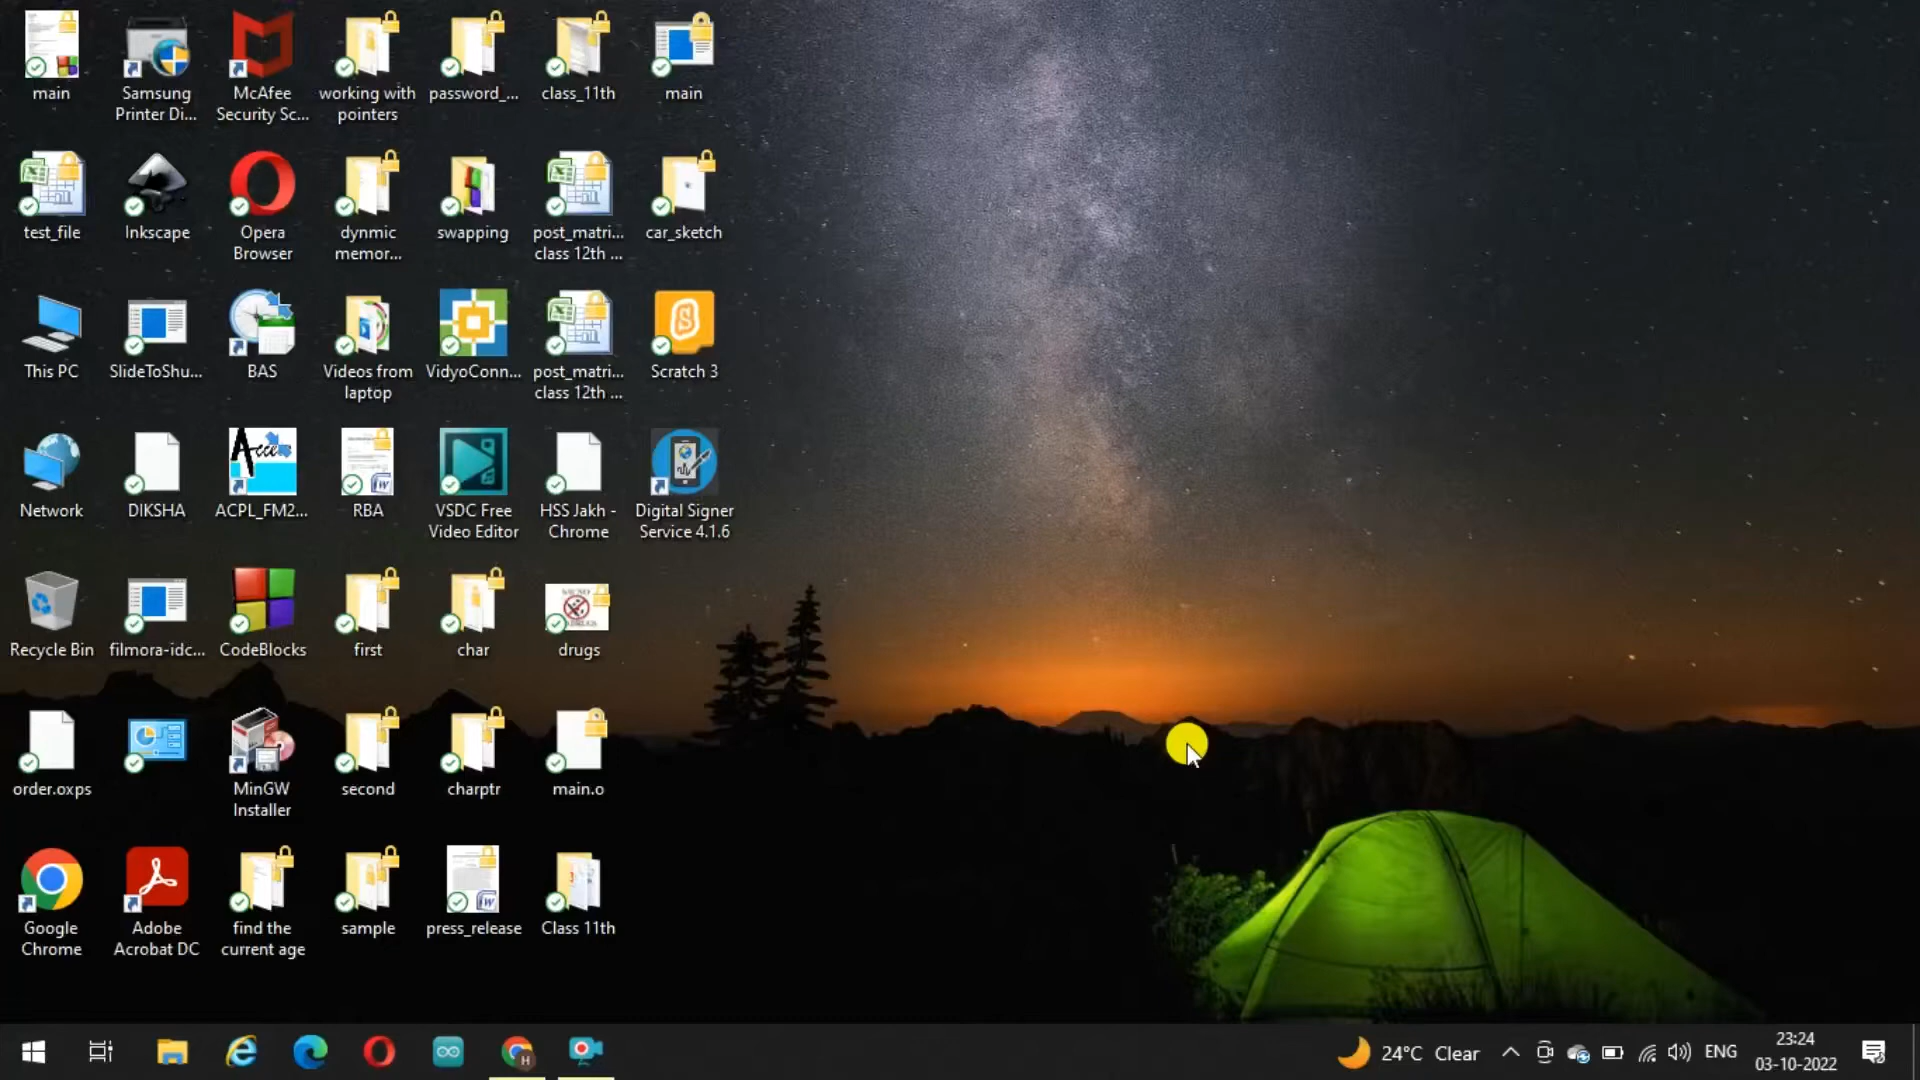 main
Samsung
Printer Di...
McAfee
Security Sc...
working with
pointers
password_...
class_11th
main
test_file
Inkscape
Opera
Browser
dynmic
memor...
swapping
post_matri...
class 12th ...
car_sketch
This PC
SlideToShu...
BAS
Videos from
laptop
VidyoConn...
post_matri...
class 12th ...
Scratch 3
Network
DIKSHA
ACPL_FM2...
RBA
VSDC Free
Video Editor
HSS Jakh -
Chrome
Digital Signer
Service 4.1.6
Recycle Bin
filmora-idc...
CodeBlocks
first
char
drugs
order.oxps
MinGW
Installer
second
charptr
main.o
Google
Chrome
Adobe
Acrobat DC
find the
current age
sample
press_release
Class 11th
24°C Clear
ENG
23:24
03-10-2022